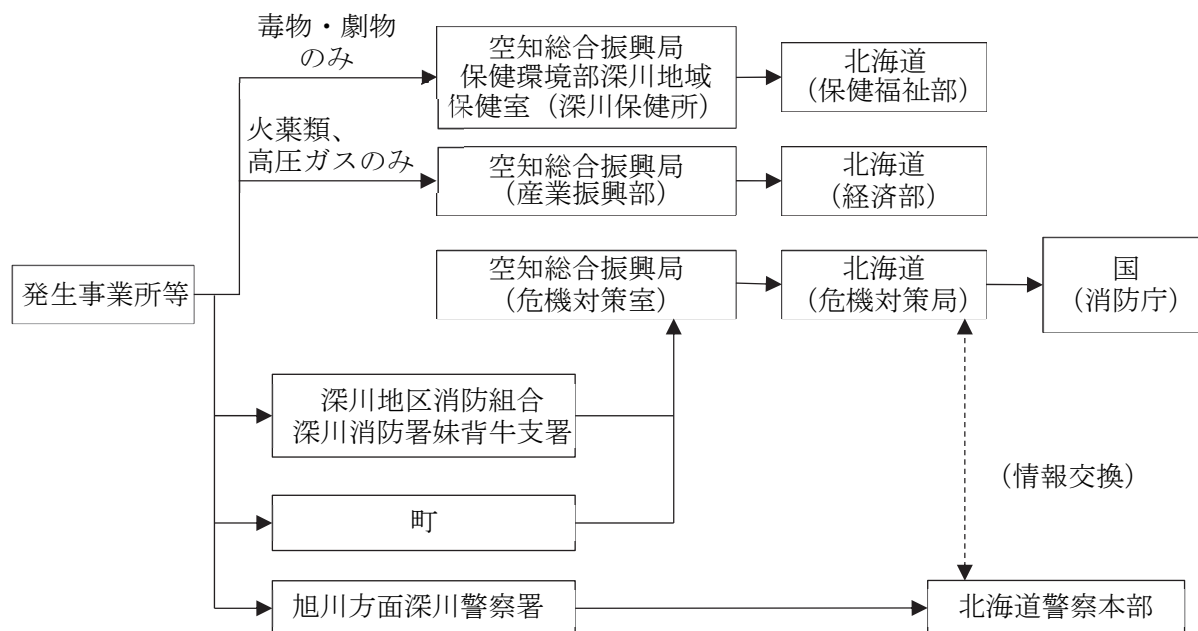 毒物・劇物
のみ
空知総合振興局
保健環境部深川地域
保健室（深川保健所）
北海道
（保健福祉部）
火薬類、
高圧ガスのみ
空知総合振興局
（産業振興部）
北海道
（経済部）
発生事業所等
空知総合振興局
（危機対策室）
北海道
（危機対策局）
国
（消防庁）
深川地区消防組合
深川消防署妹背牛支署
（情報交換）
町
旭川方面深川警察署
北海道警察本部